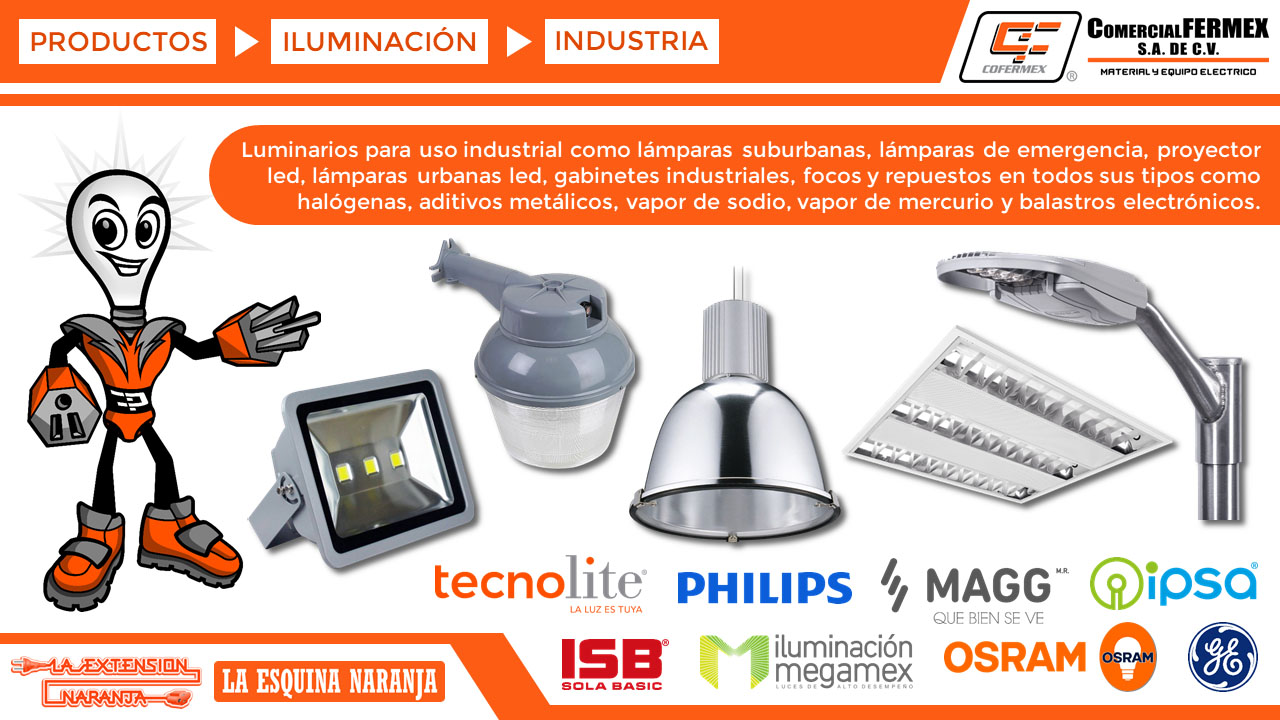 PRODUCTOS
ILUMINACIÓN
INDUSTRIA
COFERMEX ®
COMERCIALFERMEX
S.A. DE C.V.
MATERIAL Y EQUIPO ELECTRICO
Luminarios para uso industrial como lámparas suburbanas, lámparas de emergencia, proyector
led, lámparas urbanas led, gabinetes industriales, focos y repuestos en todos sus tipos como
halógenas, aditivos metálicos, vapor de sodio, vapor de mercurio y balastros electrónicos.
tecnolite®
LA LUZ ES TUYA
PHILIPS
MAGG M.R.
QUE BIEN SE VE
ipsa®
ISB®
SOLA BASIC
iluminación
megamex
LUCES DE ALTO DESEMPEÑO
OSRAM
OSRAM
GE
LA EXTENSION
NARANJA
LA ESQUINA NARANJA